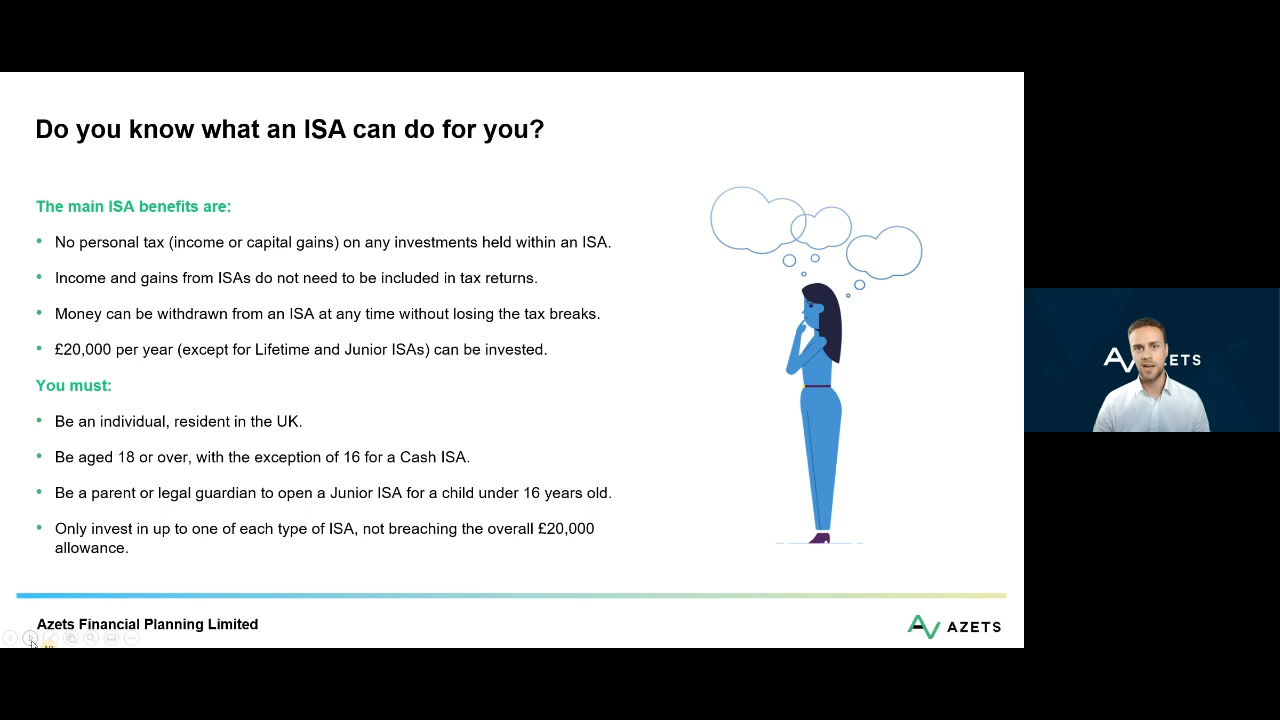 Do you know what an ISA can do for you?
The main ISA benefits are:
• No personal tax (income or capital gains) on any investments held within an ISA.
• Income and gains from ISAs do not need to be included in tax returns.
• Money can be withdrawn from an ISA at any time without losing the tax breaks.
• £20,000 per year (except for Lifetime and Junior ISAs) can be invested.
You must:
• Be an individual, resident in the UK.
• Be aged 18 or over, with the exception of 16 for a Cash ISA.
• Be a parent or legal guardian to open a Junior ISA for a child under 16 years old.
• Only invest in up to one of each type of ISA, not breaching the overall £20,000
allowance.
Azets Financial Planning Limited
AZETS